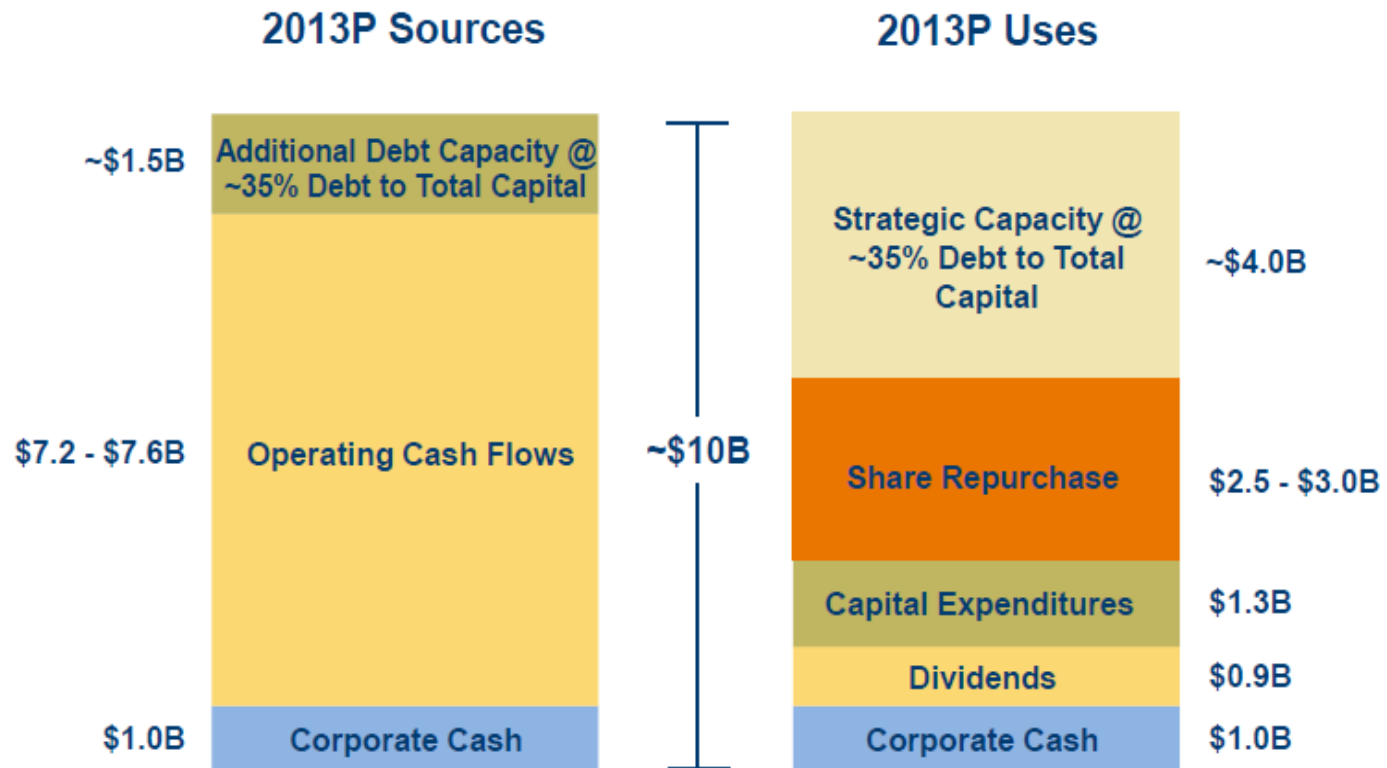 2013P Sources
2013P Uses
~$1.5B
Additional Debt Capacity @
~35% Debt to Total Capital
$7.2 - $7.6B
Operating Cash Flows
$1.0B
Corporate Cash
~$10B
Strategic Capacity @
~35% Debt to Total
Capital
~$4.0B
Share Repurchase
$2.5 - $3.0B
Capital Expenditures
$1.3B
Dividends
$0.9B
Corporate Cash
$1.0B